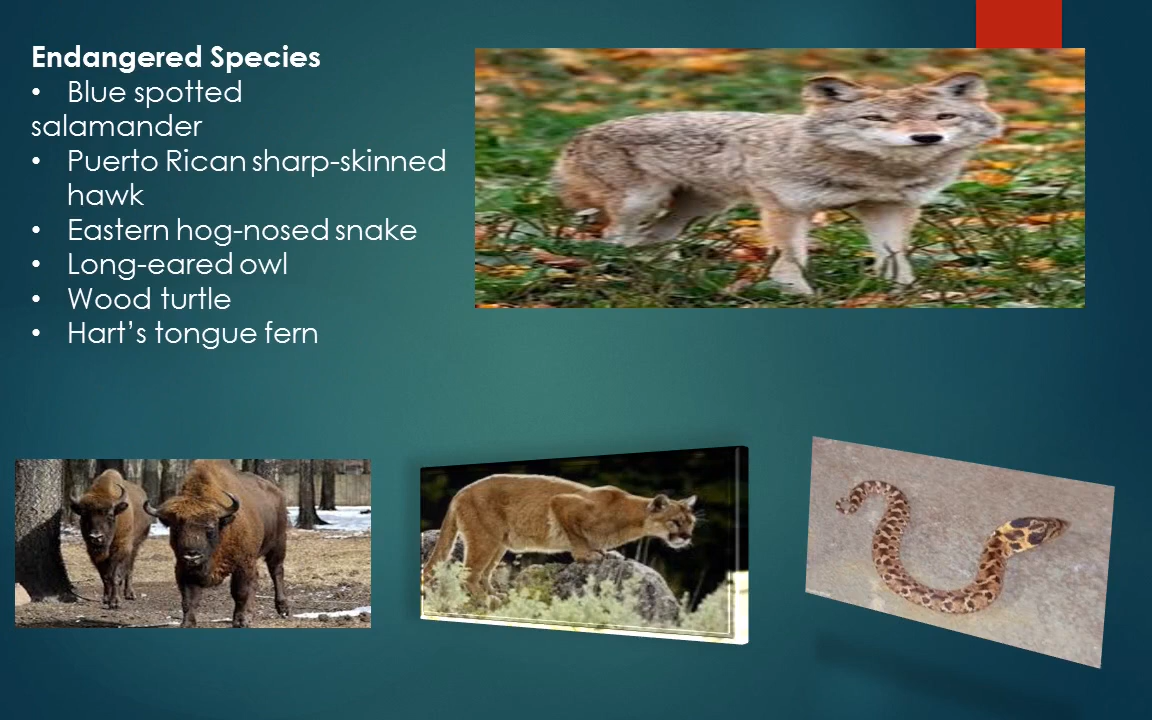 Endangered Species
• Blue spotted
salamander
• Puerto Rican sharp-skinned
hawk
• Eastern hog-nosed snake
• Long-eared owl
• Wood turtle
• Hart’s tongue fern